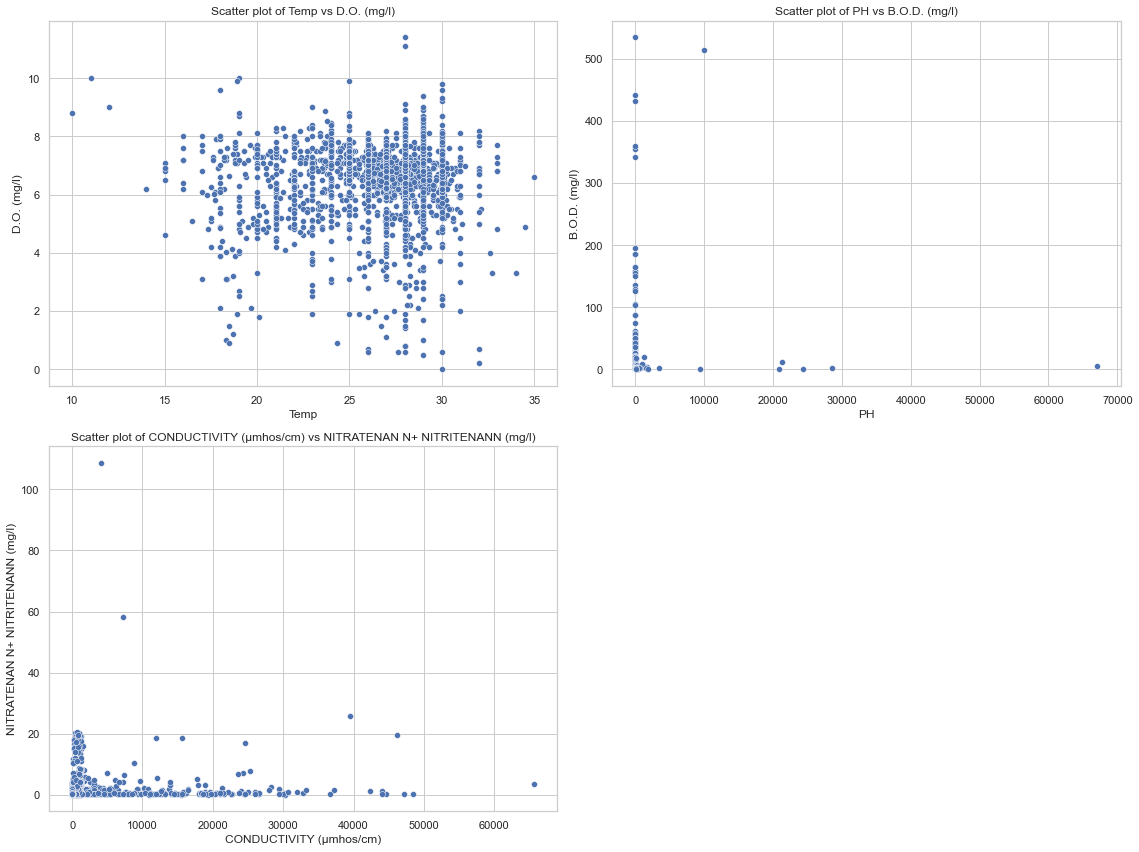 Scatter plot of Temp vs D.O. (mg/l)
D.O. (mg/l)
10
8
6
4
2
0
10 15 20 25 30 35
Temp
Scatter plot of PH vs B.O.D. (mg/l)
B.O.D. (mg/l)
500
400
300
200
100
0
0 10000 20000 30000 40000 50000 60000 70000
PH
Scatter plot of CONDUCTIVITY (µmhos/cm) vs NITRATENAN N+ NITRITENANN (mg/l)
NITRATENAN N+ NITRITENANN (mg/l)
100
80
60
40
20
0
0 10000 20000 30000 40000 50000 60000
CONDUCTIVITY (µmhos/cm)